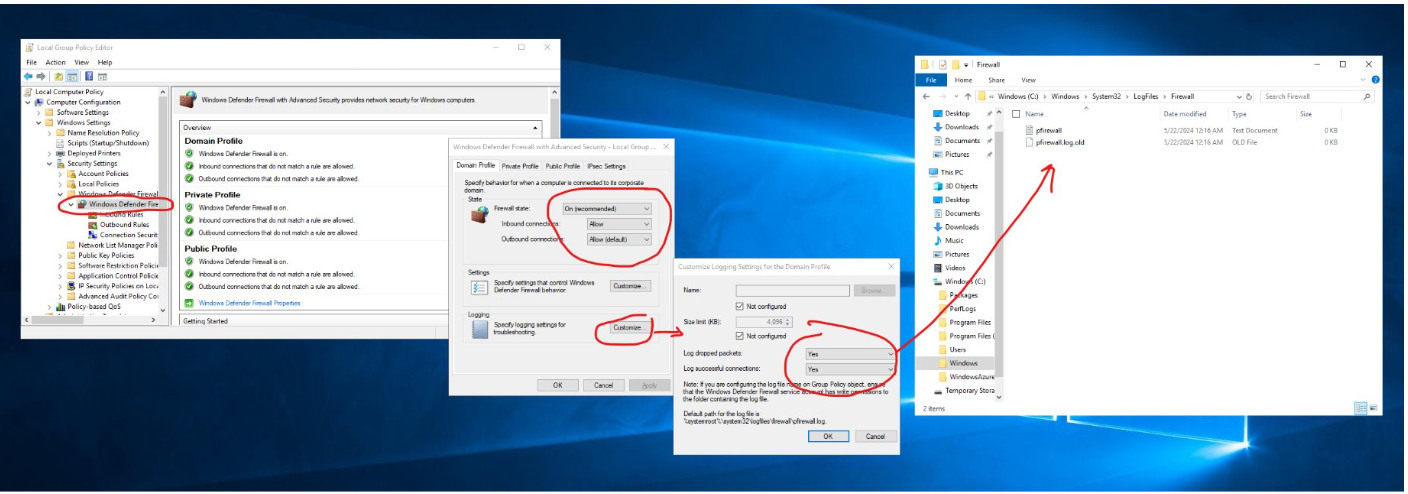 Local Group Policy Editor
File Action View Help
Local Computer Policy
Computer Configuration
Software Settings
Windows Settings
Name Resolution Policy
Scripts (Startup/Shutdown)
Deployed Printers
Security Settings
Account Policies
Local Policies
Windows Defender Firewal
Windows Defender Fire
Inbound Rules
Outbound Rules
Connection Securit
Network List Manager Poli
Public Key Policies
Software Restriction Policie
Application Control Policie
IP Security Policies on Loca
Advanced Audit Policy Co
Policy-based QoS
Windows Defender Firewall with Advanced Security provides network security for Windows computers.
Overview
Domain Profile
Windows Defender Firewall is on.
Inbound connections that do not match a rule are allowed.
Outbound connections that do not match a rule are allowed.
Private Profile
Windows Defender Firewall is on.
Inbound connections that do not match a rule are allowed.
Outbound connections that do not match a rule are allowed.
Public Profile
Windows Defender Firewall is on.
Inbound connections that do not match a rule are allowed.
Outbound connections that do not match a rule are allowed.
Windows Defender Firewall Properties
Getting Started
Windows Defender Firewall with Advanced Security - Local Group ...
Domain Profile Private Profile Public Profile IPsec Settings
Specify behavior for when a computer is connected to its corporate
domain.
State
Firewall state: On (recommended)
Inbound connections: Allow
Outbound connections: Allow (default)
Settings
Specify settings that control Windows
Defender Firewall behavior.
Customize...
Logging
Specify logging settings for
troubleshooting.
Customize...
OK Cancel Apply
Customize Logging Settings for the Domain Profile
Name: Browse...
Not configured
Size limit (KB): 4,096
Not configured
Log dropped packets: Yes
Log successful connections: Yes
Note: If you are configuring the log file name on Group Policy object, ensure
that the Windows Defender Firewall service account has write permissions to
the folder containing the log file.
Default path for the log file is
%systemroot%\system32\logfiles\firewall\pfirewall.log.
OK Cancel
Firewall
File Home Share View
« Windows (C:) › Windows › System32 › LogFiles › Firewall
Search Firewall
Name Date modified Type Size
pfirewall 5/22/2024 12:16 AM Text Document 0 KB
pfirewall.log.old 5/22/2024 12:16 AM OLD File 0 KB
Desktop
Downloads
Documents
Pictures
This PC
3D Objects
Desktop
Documents
Downloads
Music
Pictures
Videos
Windows (C:)
Packages
PerfLogs
Program Files
Program Files (
Users
Windows
WindowsAzure
Temporary Stora
2 items